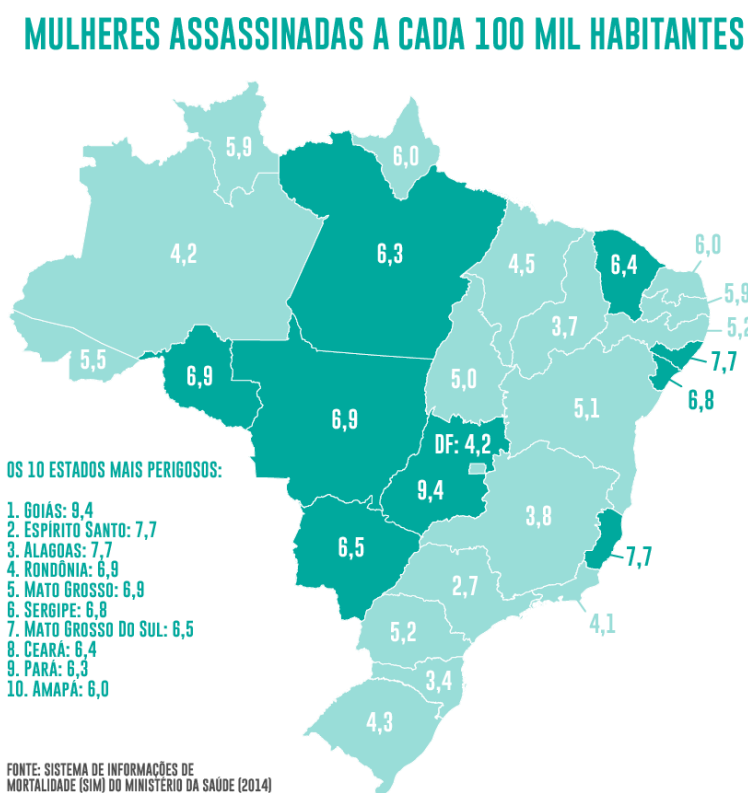 MULHERES ASSASSINADAS A CADA 100 MIL HABITANTES
5,9
6,0
4,2
6,3
4,5
6,4
6,0
5,9
3,7
5,2
5,5
6,9
5,0
7,7
6,8
6,9
5,1
DF: 4,2
9,4
3,8
6,5
7,7
2,7
4,1
5,2
3,4
4,3
OS 10 ESTADOS MAIS PERIGOSOS:
1. GOIÁS: 9,4
2. ESPÍRITO SANTO: 7,7
3. ALAGOAS: 7,7
4. RONDÔNIA: 6,9
5. MATO GROSSO: 6,9
6. SERGIPE: 6,8
7. MATO GROSSO DO SUL: 6,5
8. CEARÁ: 6,4
9. PARÁ: 6,3
10. AMAPÁ: 6,0
FONTE: SISTEMA DE INFORMAÇÕES DE
MORTALIDADE (SIM) DO MINISTÉRIO DA SAÚDE (2014)